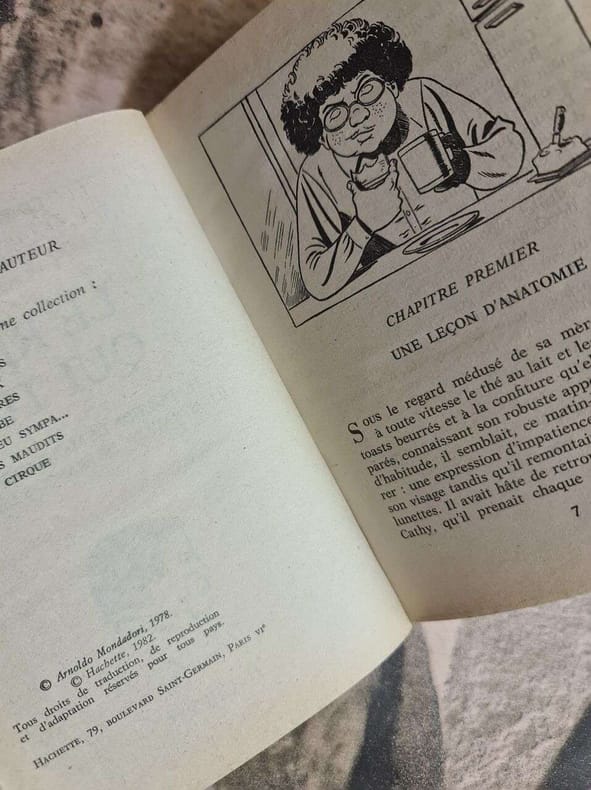 AUTEUR
me collection :
S
RES
BE
EU SYMPA...
S MAUDITS
CIRQUE
© Arnoldo Mondadori, 1978.
© Hachette, 1982.
Tous droits de traduction, de reproduction
et d'adaptation réservés pour tous pays.
HACHETTE, 79, BOULEVARD SAINT-GERMAIN, PARIS VIe
CHAPITRE PREMIER
UNE LEÇON D'ANATOMIE
Sous le regard médusé de sa mèr
à toute vitesse le thé au lait et le
toasts beurrés et à la confiture qu'el
parés, connaissant son robuste appé
d'habitude, il semblait, ce matin-
rer : une expression d'impatience
son visage tandis qu'il remontai
lunettes. Il avait hâte de retrou
Cathy, qu'il prenait chaque
7